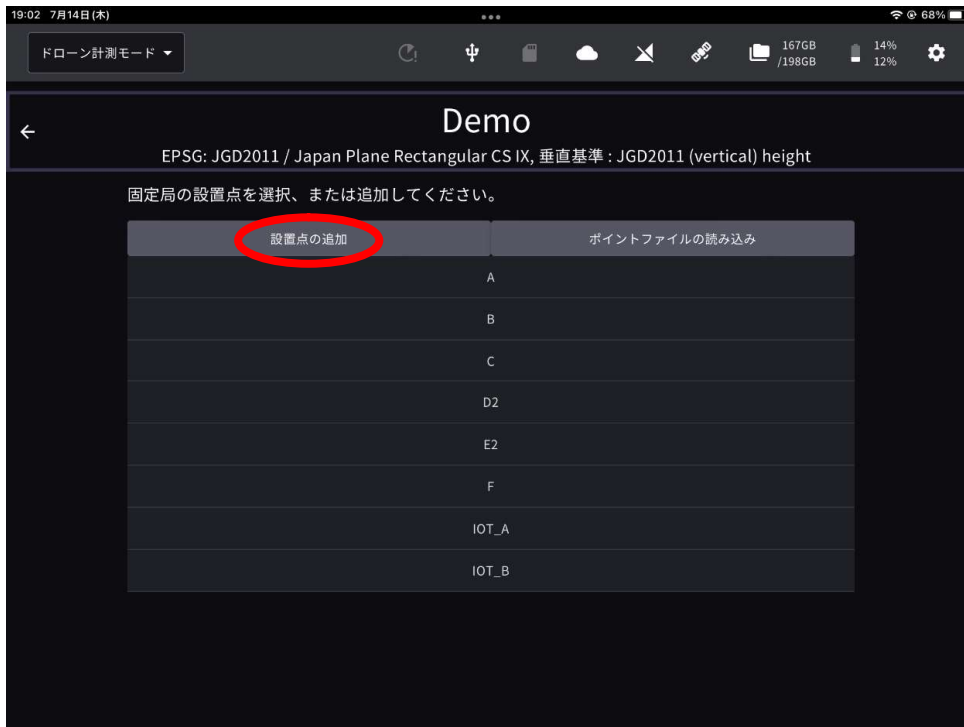 19:02 7月14日(木)
68%
ドローン計測モード
167GB
/198GB
14%
12%
Demo
EPSG: JGD2011 / Japan Plane Rectangular CS IX, 垂直基準 : JGD2011 (vertical) height
固定局の設置点を選択、または追加してください。
設置点の追加
ポイントファイルの読み込み
A
B
C
D2
E2
F
IOT_A
IOT_B